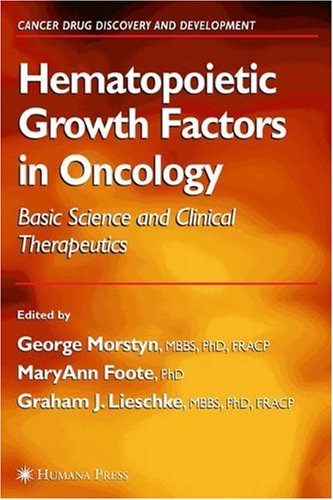 CANCER DRUG DISCOVERY AND DEVELOPMENT
Hematopoietic
Growth Factors
in Oncology
Basic Science and Clinical
Therapeutics
Edited by
George Morstyn, MBBS, PhD, FRACP
MaryAnn Foote, PhD
Graham J. Lieschke, MBBS, PhD, FRACP
HUMANA PRESS